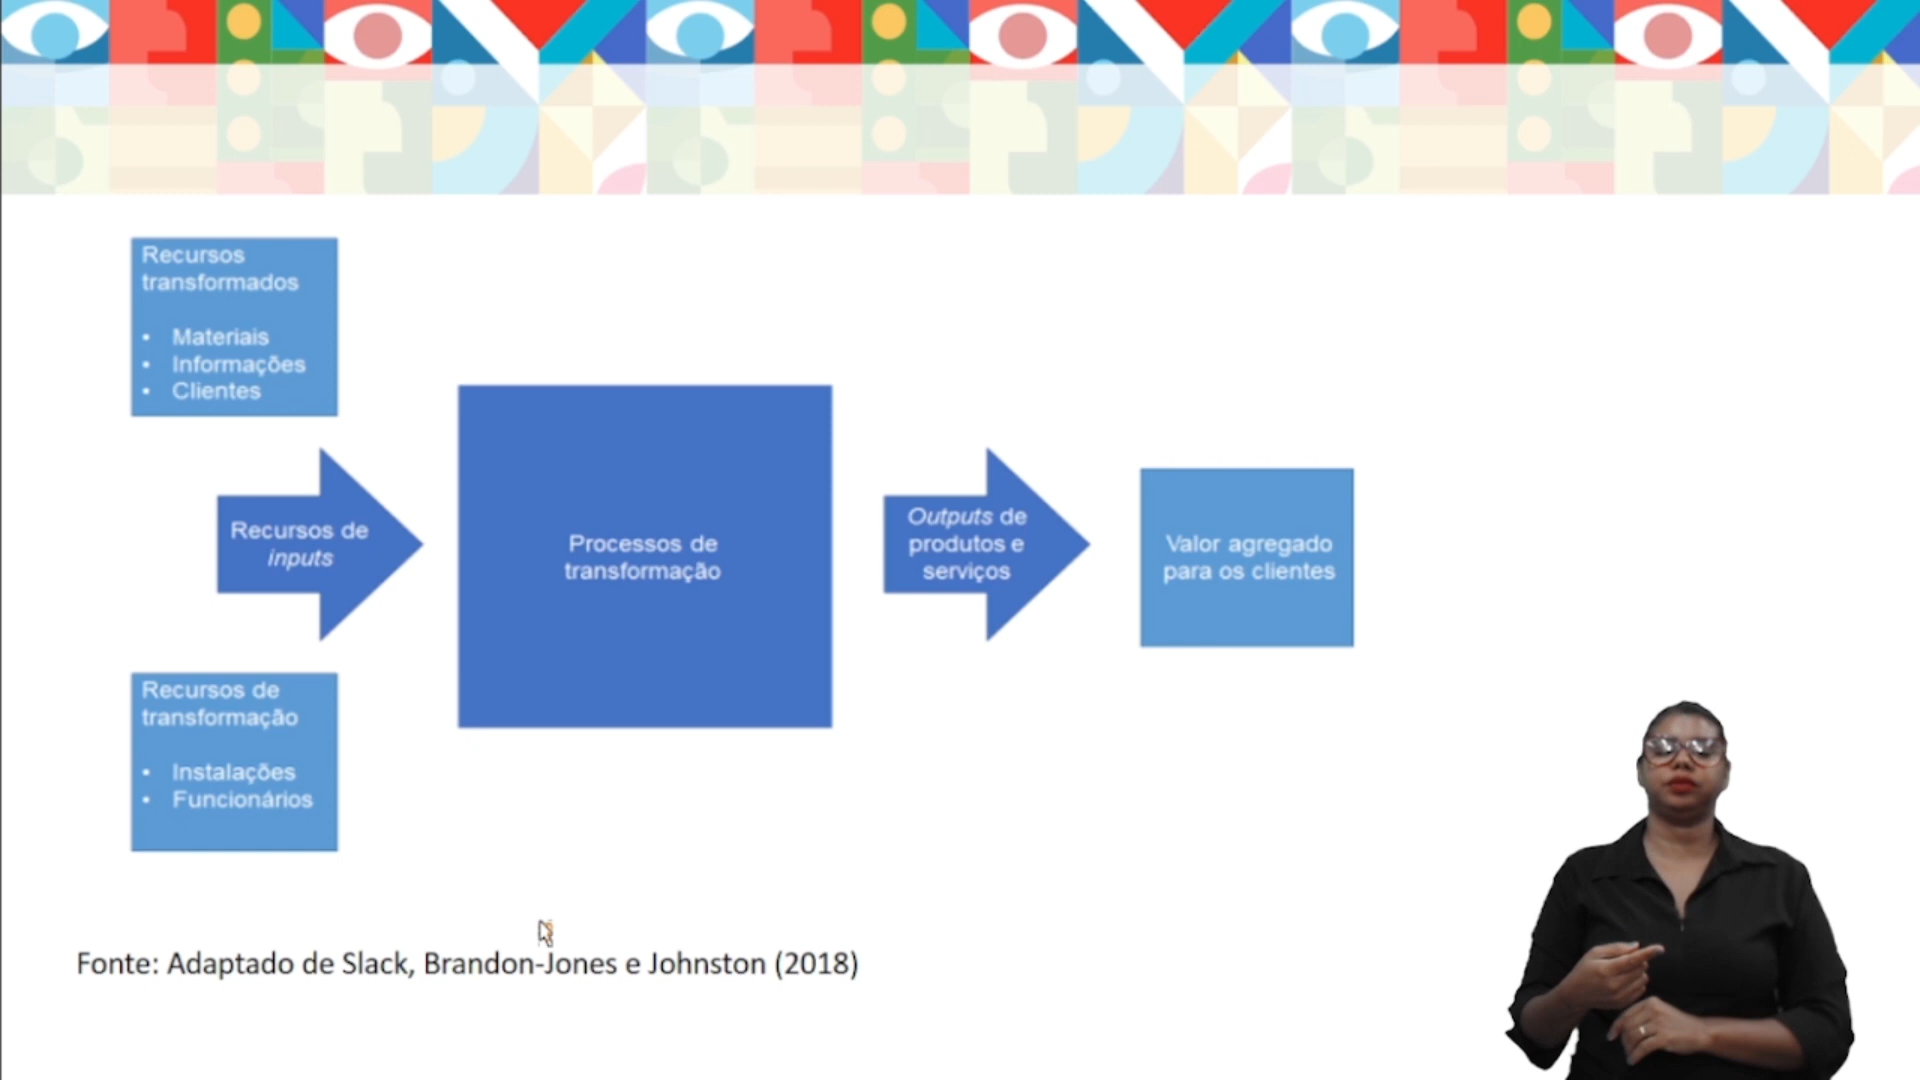 Recursos
transformados
• Materiais
• Informações
• Clientes
Recursos de
inputs
Processos de
transformação
Outputs de
produtos e
serviços
Valor agregado
para os clientes
Recursos de
transformação
• Instalações
• Funcionários
Fonte: Adaptado de Slack, Brandon-Jones e Johnston (2018)